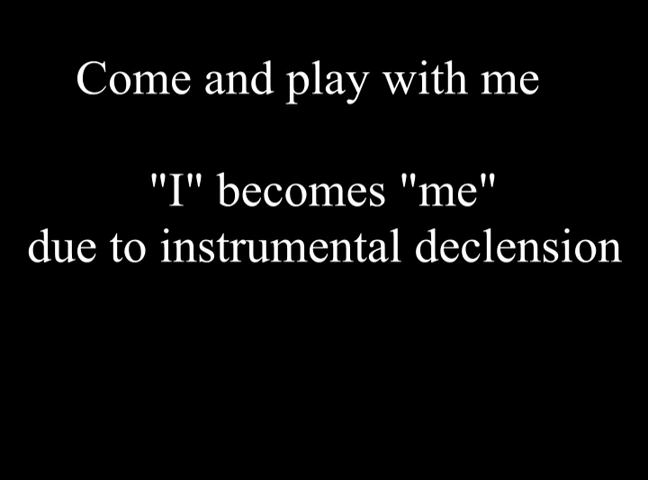 Come and play with me
"I" becomes "me"
due to instrumental declension